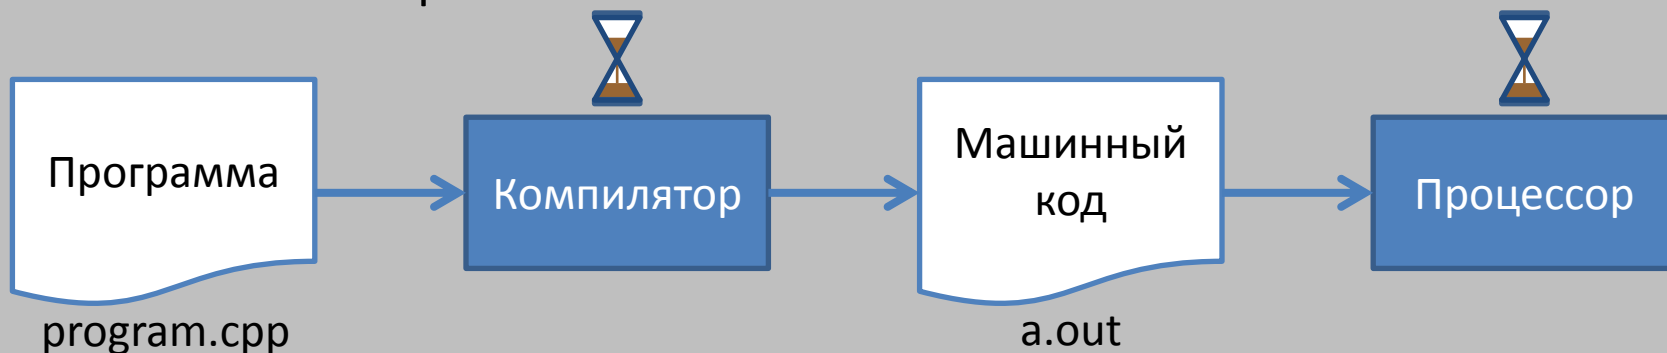 Программа
Компилятор
Машинный
код
Процессор
program.cpp
a.out